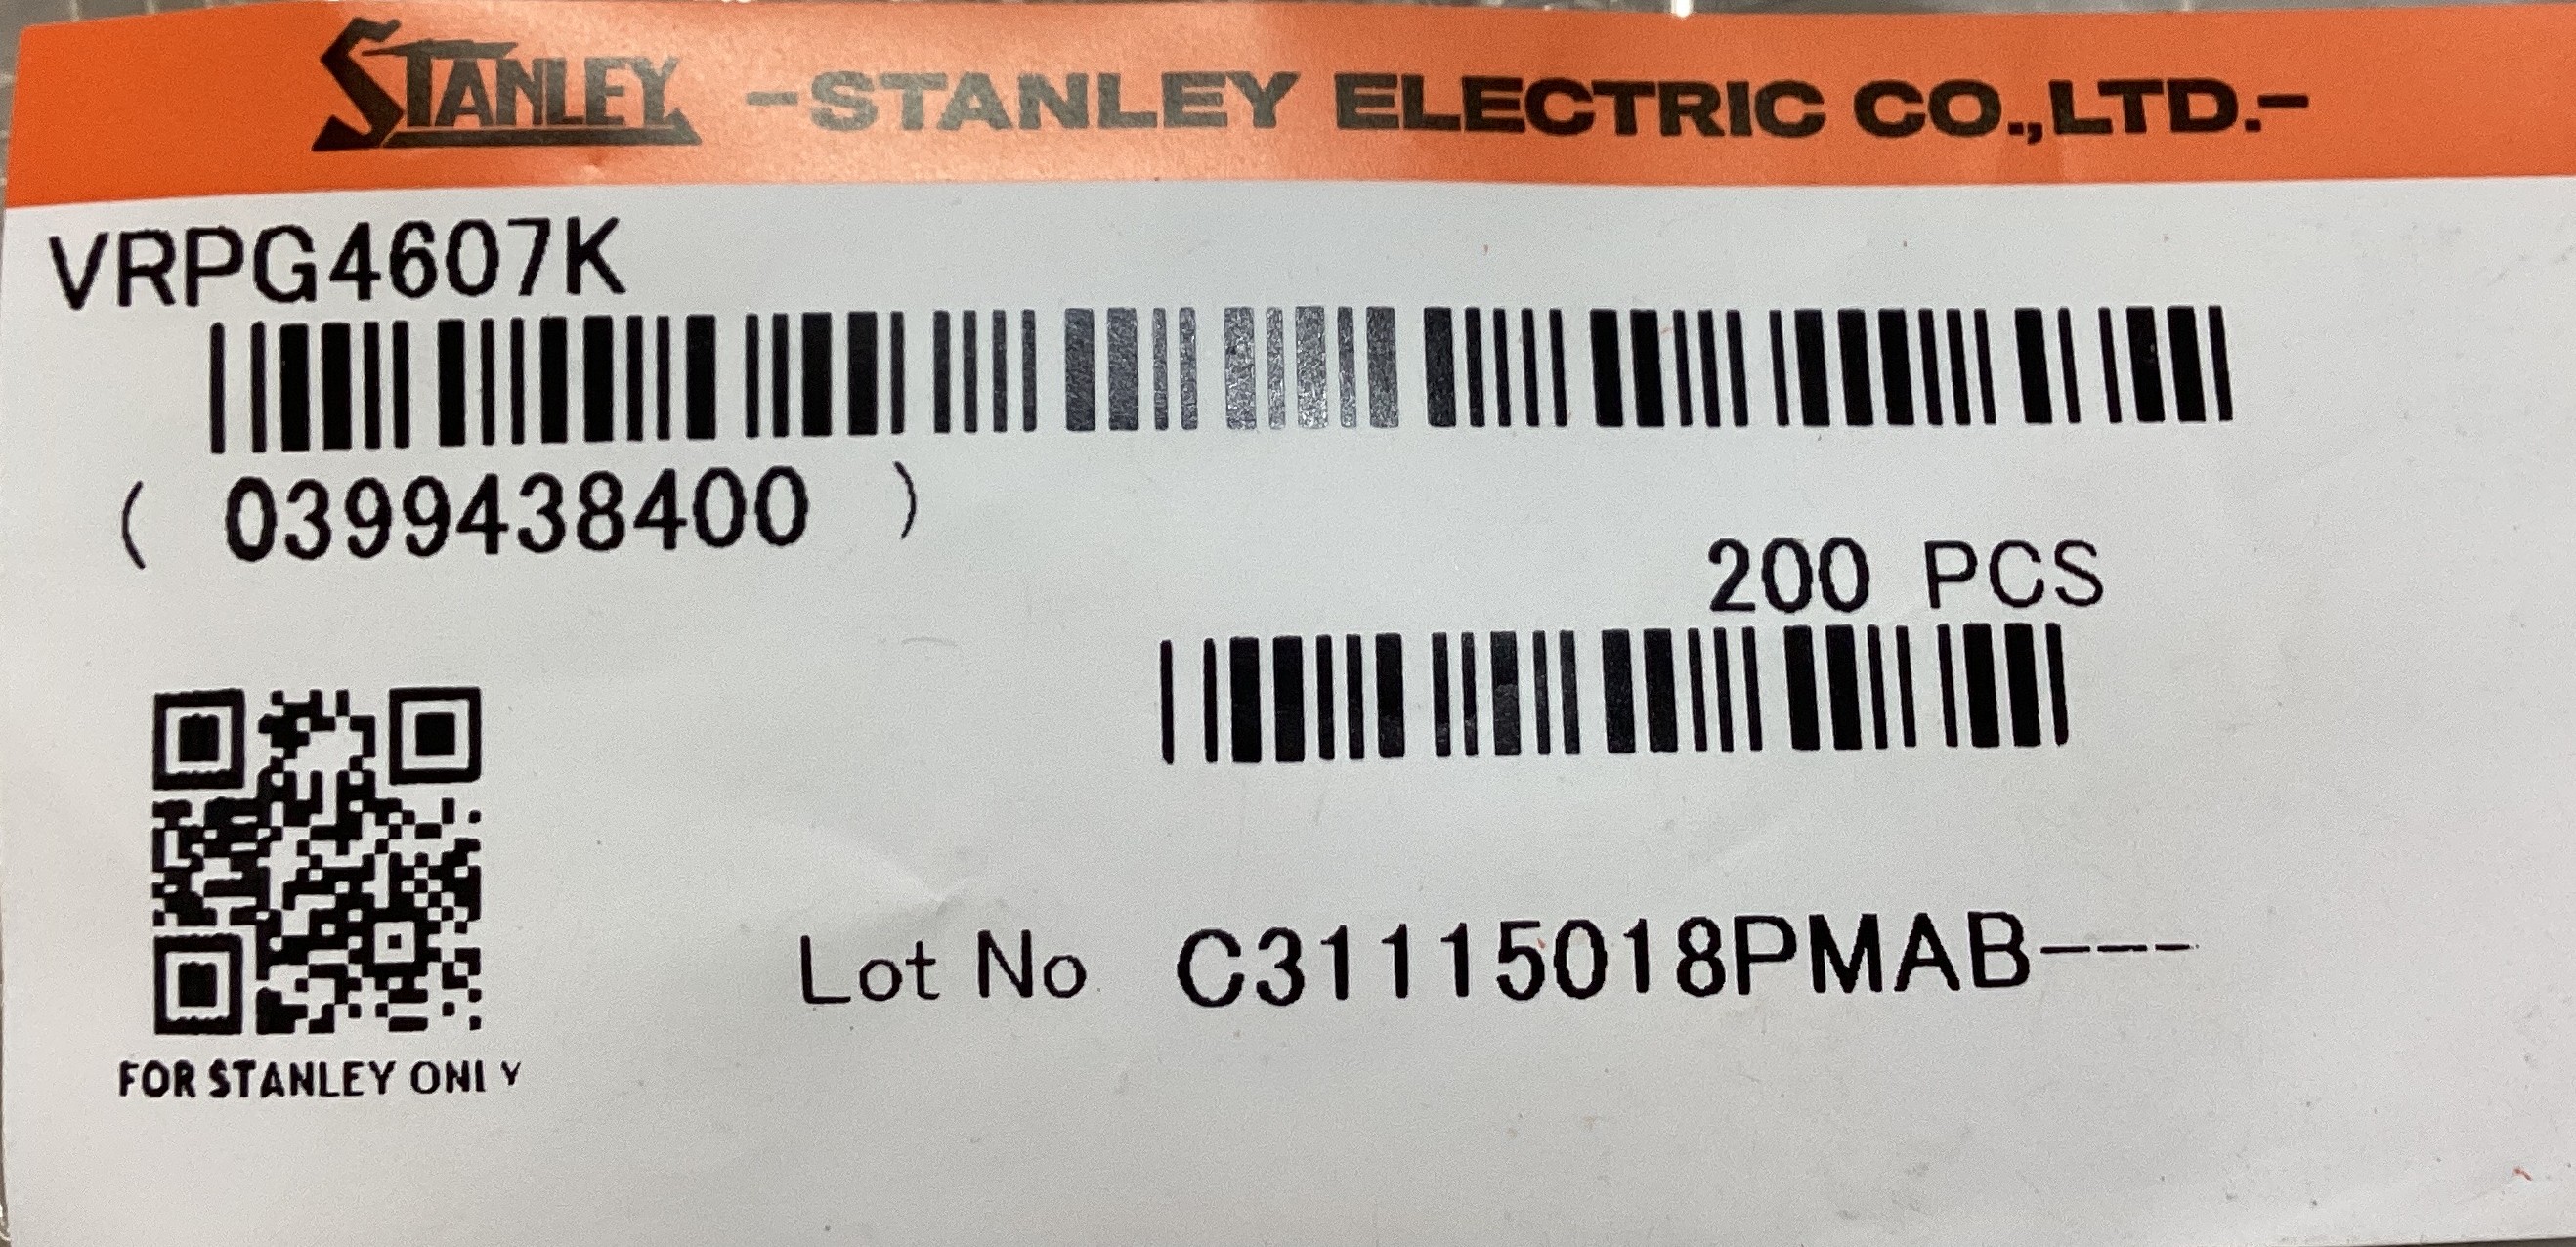 STANLEY -STANLEY ELECTRIC CO.,LTD.-
VRPG4607K
( 0399438400 )
200 PCS
Lot No. C31115018PMAB---
FOR STANLEY ONLY